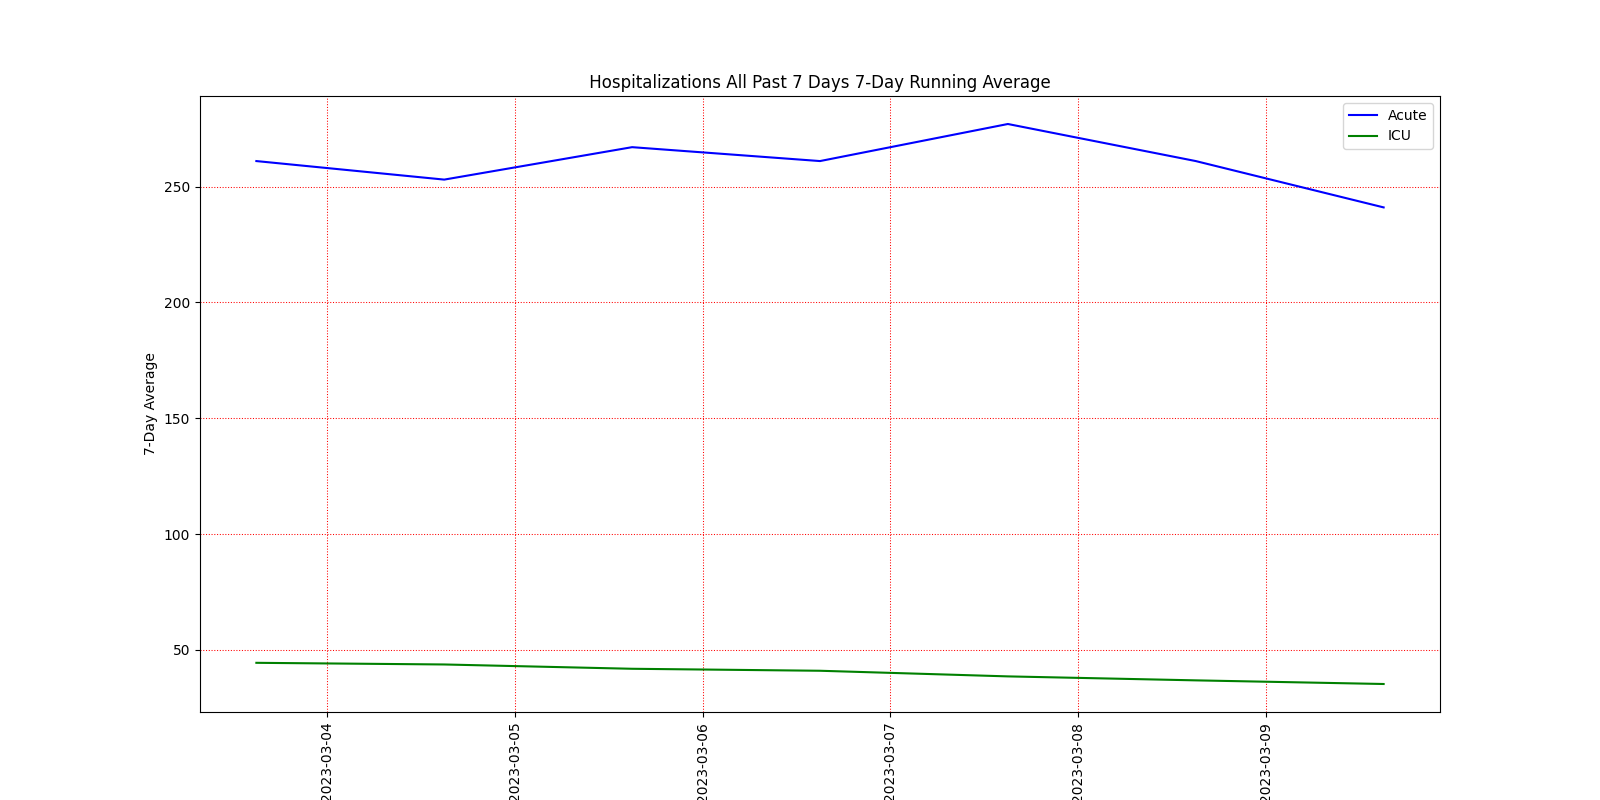 Hospitalizations All Past 7 Days 7-Day Running Average
Acute
ICU
7-Day Average
250
200
150
100
50
2023-03-04
2023-03-05
2023-03-06
2023-03-07
2023-03-08
2023-03-09